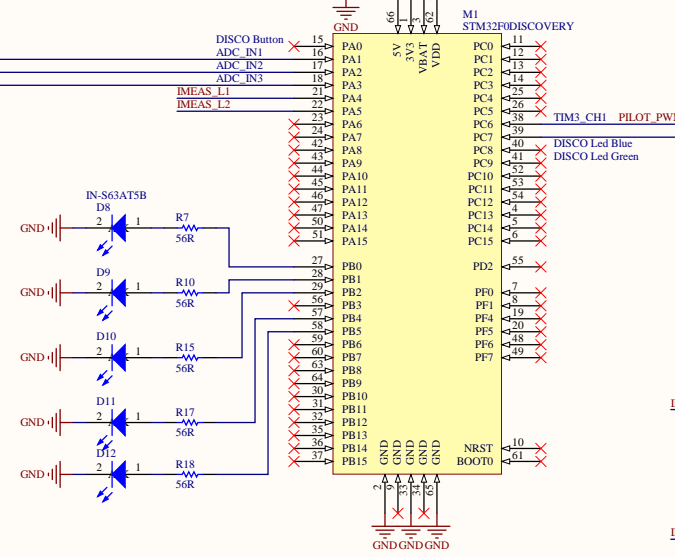 66 1 3 62
GND
M1
STM32F0DISCOVERY
5V 3V3 VBAT VDD
DISCO Button 15 PA0 PC0 11
ADC_IN1 16 PA1 PC1 12
ADC_IN2 17 PA2 PC2 13
ADC_IN3 18 PA3 PC3 14
IMEAS_L1 21 PA4 PC4 25
IMEAS_L2 22 PA5 PC5 26
23 PA6 PC6 38 TIM3_CH1 PILOT_PW
24 PA7 PC7 39
42 PA8 PC8 40 DISCO Led Blue
43 PA9 PC9 41 DISCO Led Green
44 PA10 PC10 52
45 PA11 PC11 53
46 PA12 PC12 54
47 PA13 PC13 4
50 PA14 PC14 5
51 PA15 PC15 6
IN-S63AT5B
D8
GND 2 1 R7
56R
27 PB0 PD2 55
28 PB1
D9
GND 2 1 R10
56R
29 PB2 PF0 7
56 PB3 PF1 8
57 PB4 PF4 19
58 PB5 PF5 20
59 PB6 PF6 48
60 PB7 PF7 49
D10
GND 2 1 R15
56R
63 PB8
64 PB9
30 PB10
31 PB11
32 PB12
35 PB13
36 PB14 NRST 10
37 PB15 BOOT0 61
D11
GND 2 1 R17
56R
D12
GND 2 1 R18
56R
GND GND GND GND GND
2 9 33 34 65
GND GND GND